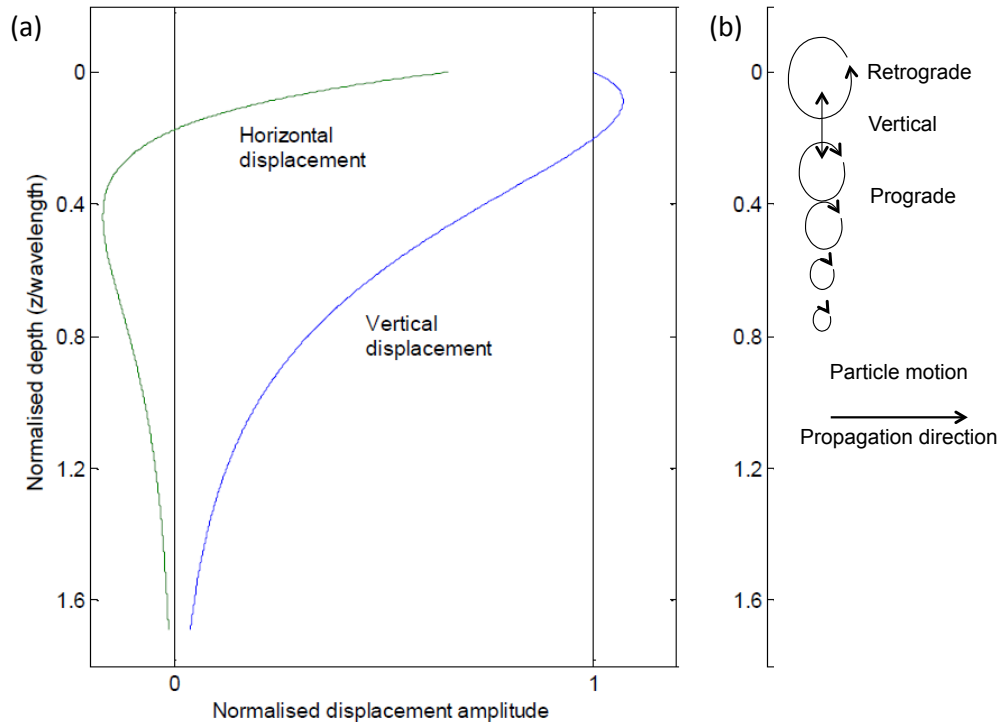 (a)
0
0.4
0.8
1.2
1.6
Normalised depth (z/wavelength)
Horizontal
displacement
Vertical
displacement
0
1
Normalised displacement amplitude
(b)
0
0.4
0.8
1.2
1.6
Retrograde
Vertical
Prograde
Particle motion
Propagation direction